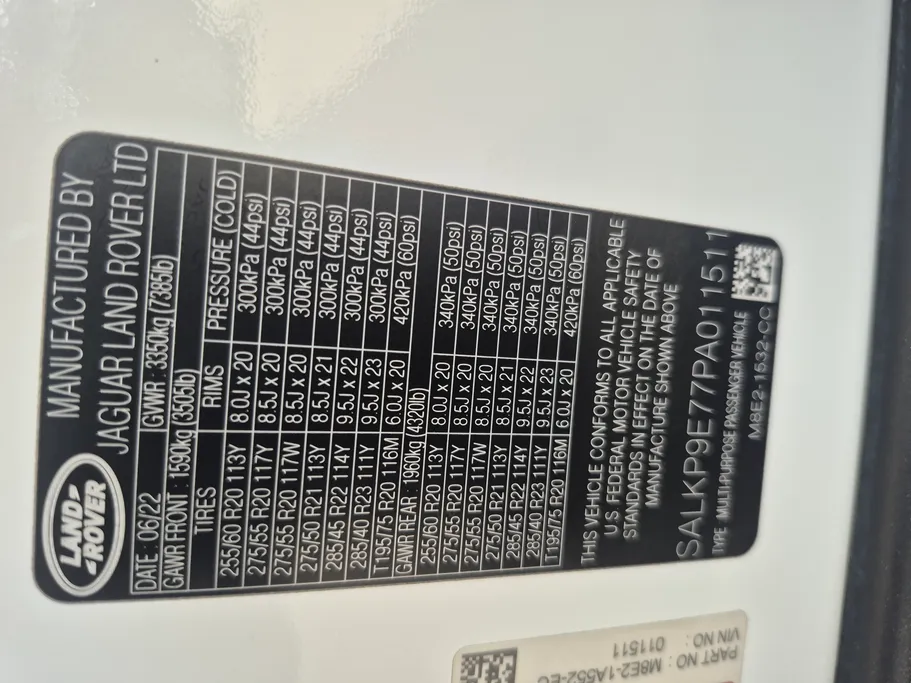 LAND
ROVER
MANUFACTURED BY
JAGUAR LAND ROVER LTD
DATE : 06/22 GVWR : 3350kg (7385lb)
GAWR FRONT : 1590kg (3505lb)
TIRES RIMS PRESSURE (COLD)
255/60 R20 113Y 8.0J x 20 300kPa (44psi)
275/55 R20 117Y 8.5J x 20 300kPa (44psi)
275/55 R20 117W 8.5J x 20 300kPa (44psi)
275/50 R21 113Y 8.5J x 21 300kPa (44psi)
285/45 R22 114Y 9.5J x 22 300kPa (44psi)
285/40 R23 111Y 9.5J x 23 300kPa (44psi)
T195/75 R20 116M 6.0J x 20 420kPa (60psi)
GAWR REAR : 1960kg (4320lb)
255/60 R20 113Y 8.0J x 20 340kPa (50psi)
275/55 R20 117Y 8.5J x 20 340kPa (50psi)
275/55 R20 117W 8.5J x 20 340kPa (50psi)
275/50 R21 113Y 8.5J x 21 340kPa (50psi)
285/45 R22 114Y 9.5J x 22 340kPa (50psi)
285/40 R23 111Y 9.5J x 23 340kPa (50psi)
T195/75 R20 116M 6.0J x 20 420kPa (60psi)
THIS VEHICLE CONFORMS TO ALL APPLICABLE
U.S. FEDERAL MOTOR VEHICLE SAFETY
STANDARDS IN EFFECT ON THE DATE OF
MANUFACTURE SHOWN ABOVE
SALKP9E77PA011511
TYPE : MULTI-PURPOSE PASSENGER VEHICLE
M8E2-1532-CC
PART NO : M8E2-1A552-EC
VIN NO : 011511